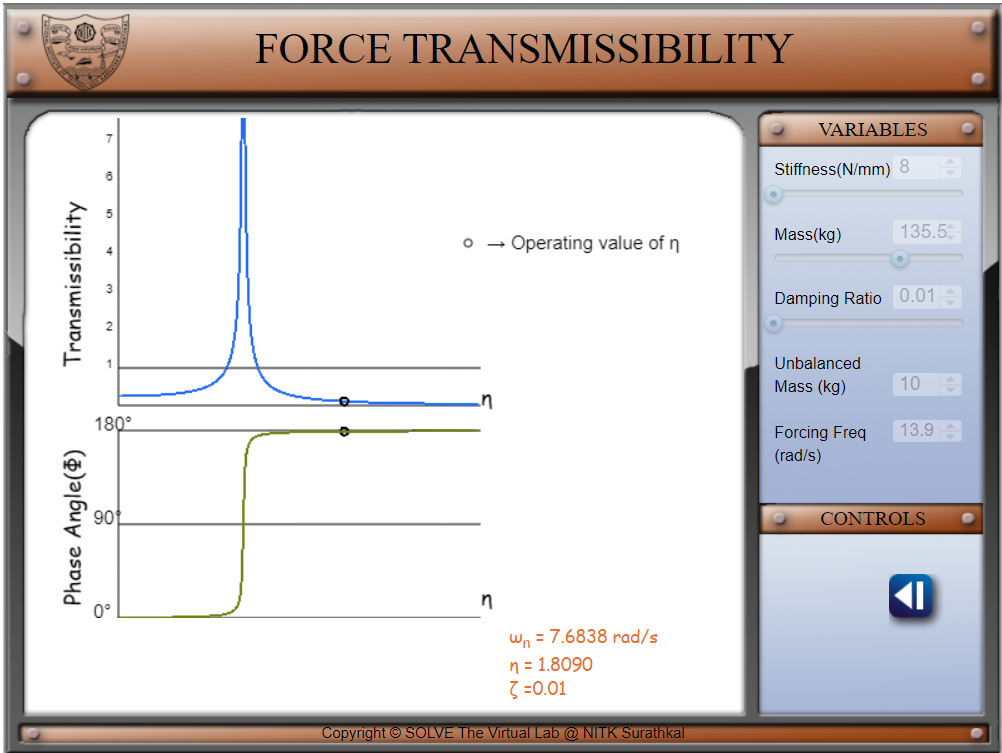 FORCE TRANSMISSIBILITY
Transmissibility
7
6
5
4
3
2
1
→ Operating value of η
η
Phase Angle(Φ)
180°
90°
0°
η
ωn = 7.6838 rad/s
η = 1.8090
ζ =0.01
VARIABLES
Stiffness(N/mm) 8
Mass(kg) 135.5
Damping Ratio 0.01
Unbalanced
Mass (kg) 10
Forcing Freq 13.9
(rad/s)
CONTROLS
Copyright © SOLVE The Virtual Lab @ NITK Surathkal